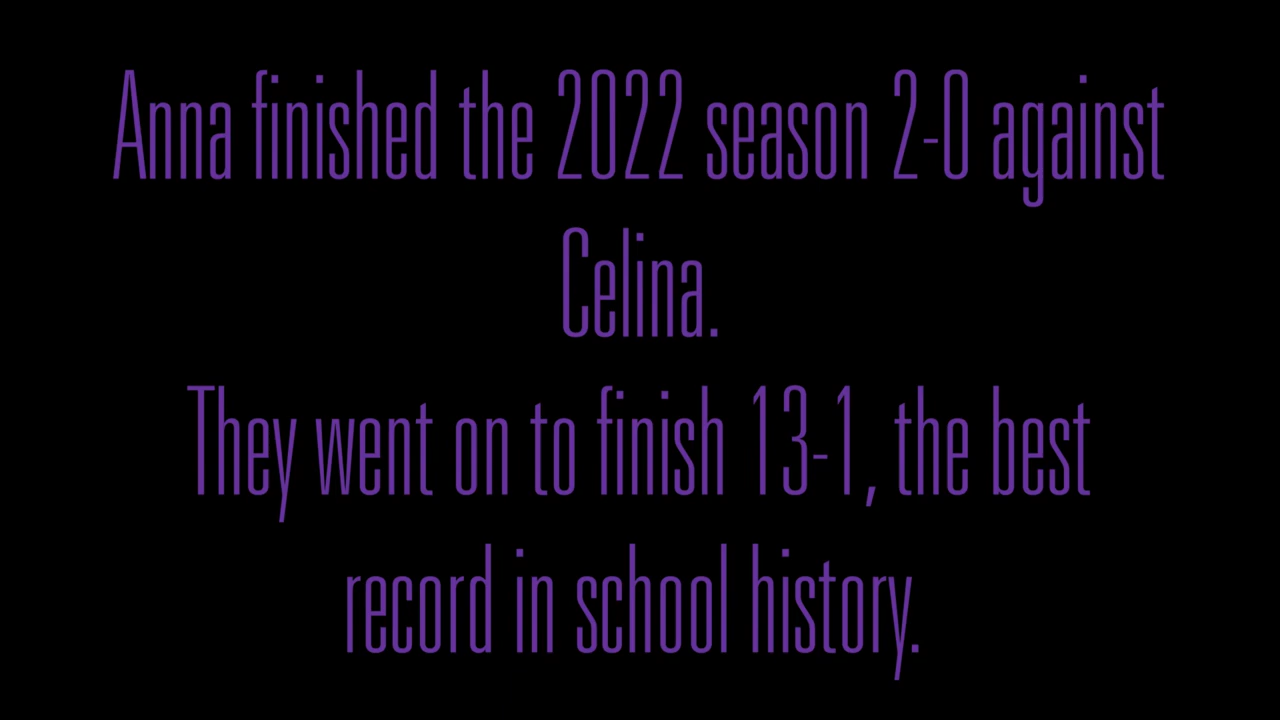 Anna finished the 2022 season 2-0 against
Celina.
They went on to finish 13-1, the best
record in school history.